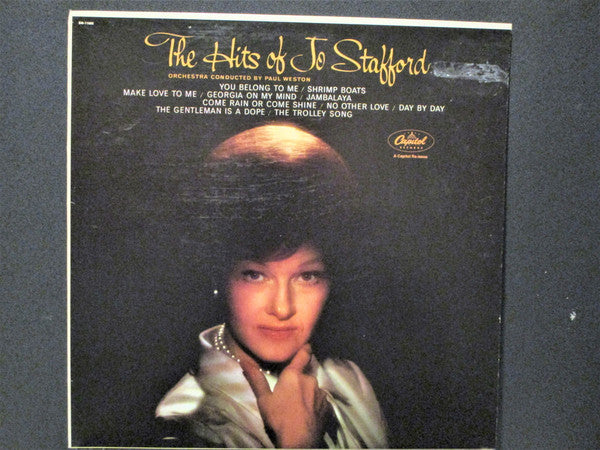 The Hits of Jo Stafford
ORCHESTRA CONDUCTED BY PAUL WESTON
YOU BELONG TO ME / SHRIMP BOATS
MAKE LOVE TO ME / GEORGIA ON MY MIND / JAMBALAYA
COME RAIN OR COME SHINE / NO OTHER LOVE / DAY BY DAY
THE GENTLEMAN IS A DOPE / THE TROLLEY SONG
Capitol
RECORDS
A Capitol Re-issue